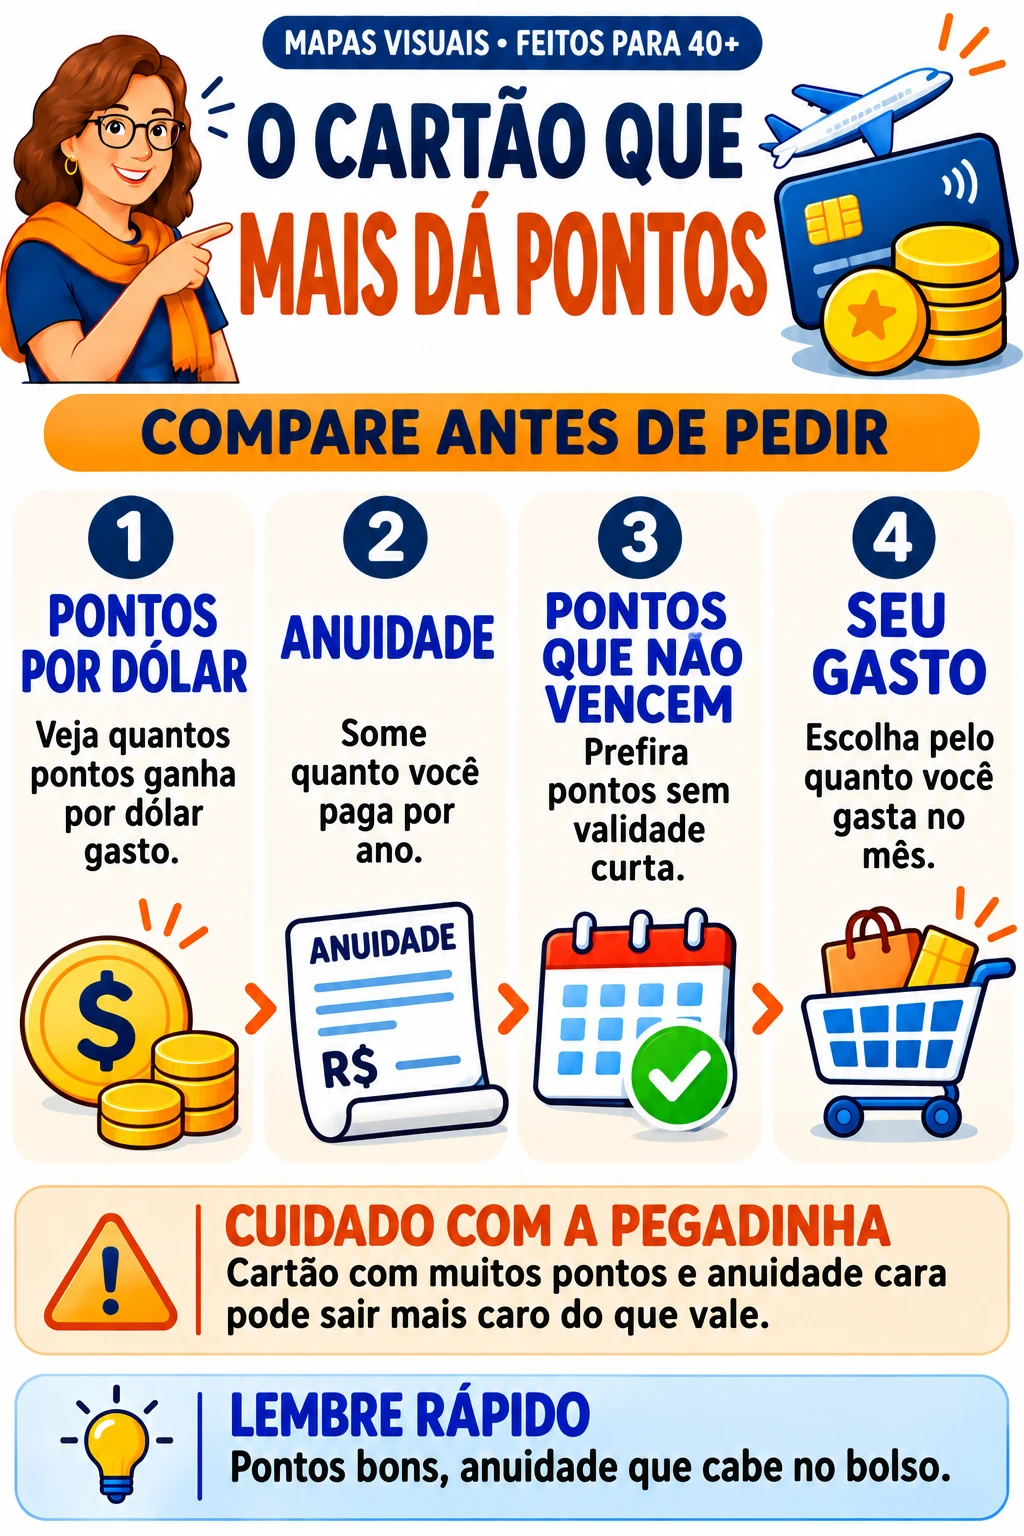 MAPAS VISUAIS • FEITOS PARA 40+
O CARTÃO QUE
MAIS DÁ PONTOS
COMPARE ANTES DE PEDIR
1
PONTOS
POR DÓLAR
Veja quantos
pontos ganha
por dólar
gasto.
$
2
ANUIDADE
Some
quanto você
paga por
ano.
ANUIDADE
R$
3
PONTOS
QUE NÃO
VENCEM
Prefira
pontos sem
validade
curta.
4
SEU
GASTO
Escolha pelo
quanto você
gasta no
mês.
CUIDADO COM A PEGADINHA
Cartão com muitos pontos e anuidade cara
pode sair mais caro do que vale.
LEMBRE RÁPIDO
Pontos bons, anuidade que cabe no bolso.